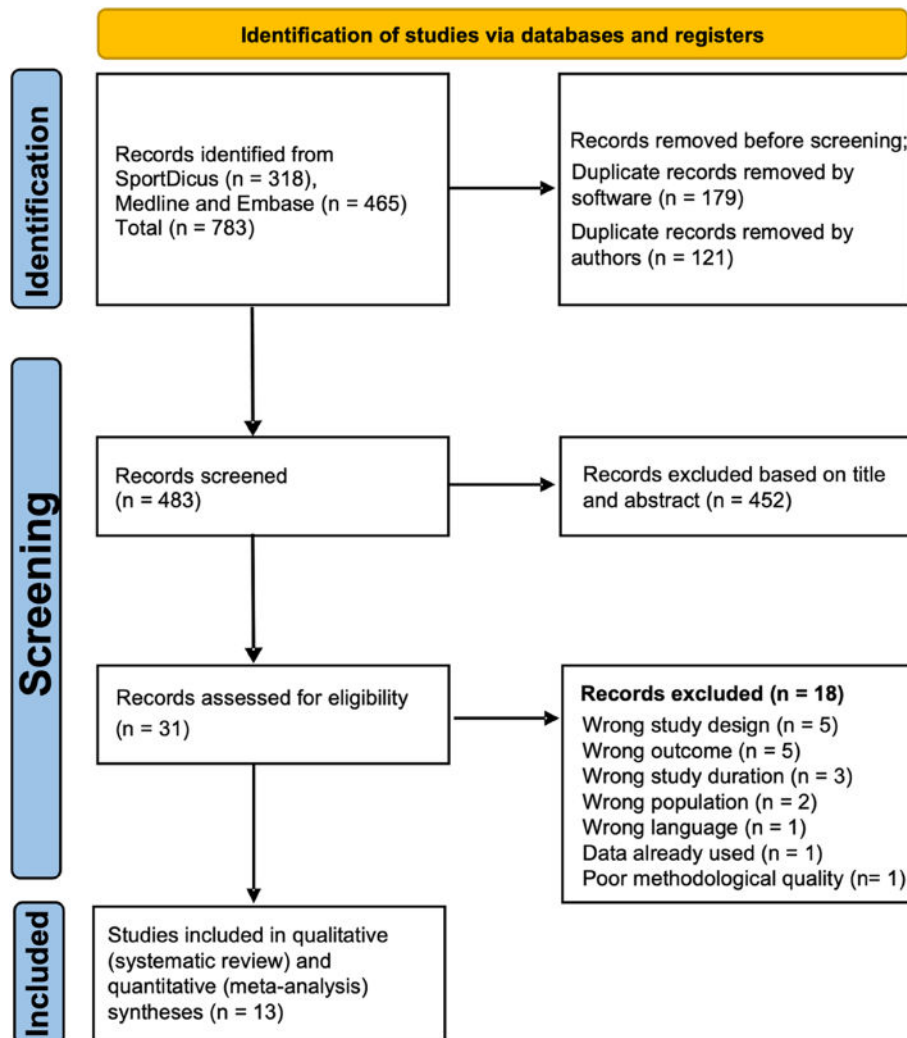 Identification of studies via databases and registers
Identification
Records identified from
SportDicus (n = 318),
Medline and Embase (n = 465)
Total (n = 783)
Records removed before screening;
Duplicate records removed by
software (n = 179)
Duplicate records removed by
authors (n = 121)
Screening
Records screened
(n = 483)
Records excluded based on title
and abstract (n = 452)
Records assessed for eligibility
(n = 31)
Records excluded (n = 18)
Wrong study design (n = 5)
Wrong outcome (n = 5)
Wrong study duration (n = 3)
Wrong population (n = 2)
Wrong language (n = 1)
Data already used (n = 1)
Poor methodological quality (n= 1)
Included
Studies included in qualitative
(systematic review) and
quantitative (meta-analysis)
syntheses (n = 13)